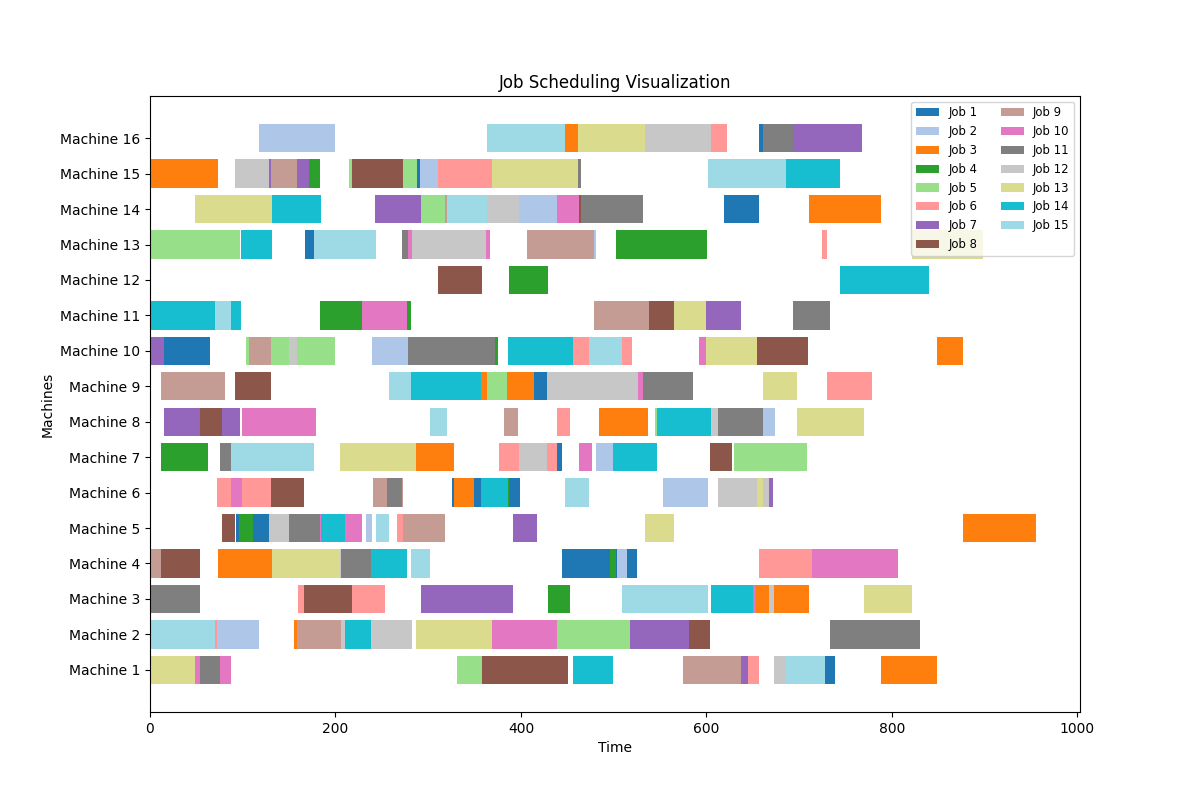 Job Scheduling Visualization
Machine 16
Machine 15
Machine 14
Machine 13
Machine 12
Machine 11
Machine 10
Machine 9
Machine 8
Machine 7
Machine 6
Machine 5
Machine 4
Machine 3
Machine 2
Machine 1
Machines
Job 1
Job 2
Job 3
Job 4
Job 5
Job 6
Job 7
Job 8
Job 9
Job 10
Job 11
Job 12
Job 13
Job 14
Job 15
0 200 400 600 800 1000
Time